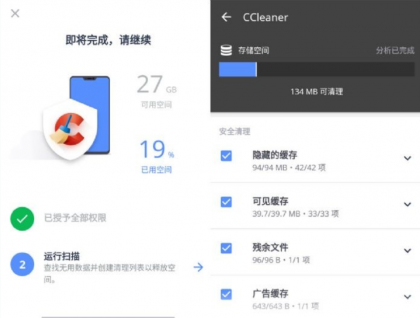 即将完成，请继续
27 GB
可用空间
19 %
已用空间
已授予全部权限
2
运行扫描
查找无用数据并创建清理列表以释放空
间。
CCleaner
存储空间
分析已完成
134 MB 可清理
安全清理
隐藏的缓存
94/94 MB • 42/42 项
可见缓存
39.7/39.7 MB • 33/33 项
残余文件
96/96 B • 1/1 项
广告缓存
643/643 B • 1/1 项